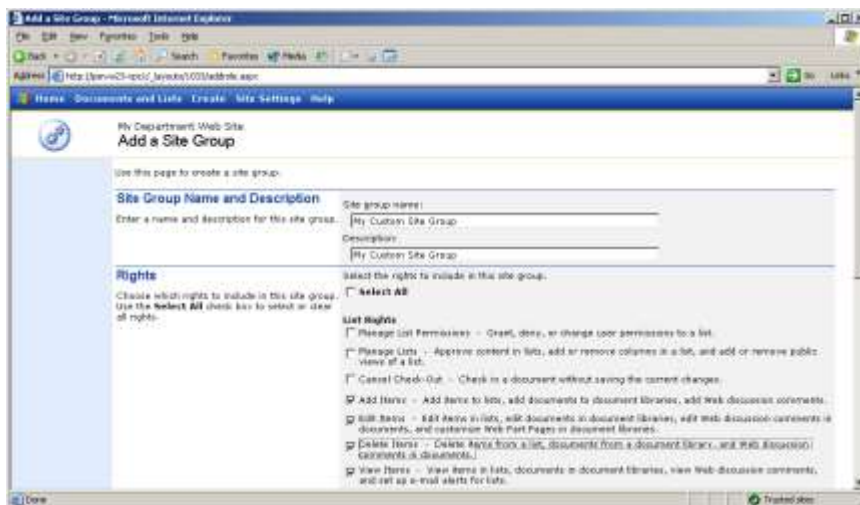 Add a Site Group - Microsoft Internet Explorer
File Edit View Favorites Tools Help
Back Search Favorites Media
Address
Go Links
Home Documents and Lists Create Site Settings Help
My Department Web Site
Add a Site Group
Use this page to create a site group.
Site Group Name and Description
Enter a name and description for this site group.
Site group name:
My Custom Site Group
Description:
My Custom Site Group
Rights
Choose which rights to include in this site group.
Use the Select All check box to select or clear
all rights.
Select the rights to include in this site group.
Select All
List Rights
Manage List Permissions - Grant, deny, or change user permissions to a list.
Manage Lists - Approve content in lists, add or remove columns in a list, and add or remove public
views of a list.
Cancel Check-Out - Check in a document without saving the current changes.
Add Items - Add items to lists, add documents to document libraries, add Web discussion comments.
Edit Items - Edit items in lists, edit documents in document libraries, edit Web discussion comments in
documents, and customize Web Part Pages in document libraries.
Delete Items - Delete items from a list, documents from a document library, and Web discussion
comments in documents.
View Items - View items in lists, documents in document libraries, view Web discussion comments,
and set up e-mail alerts for lists.
Done
Trusted sites